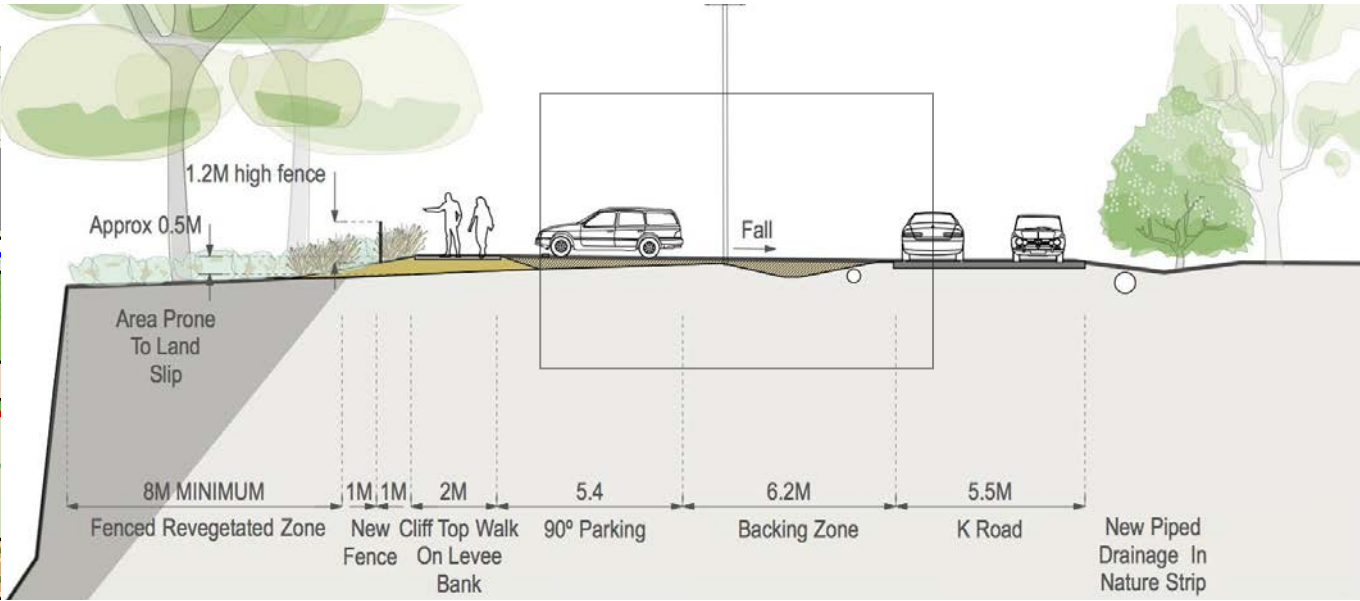 1.2M high fence
Approx 0.5M
Fall
Area Prone
To Land
Slip
8M MINIMUM
1M
1M
2M
5.4
6.2M
5.5M
Fenced Revegetated Zone
New
Fence
Cliff Top Walk
On Levee
Bank
90º Parking
Backing Zone
K Road
New Piped
Drainage In
Nature Strip